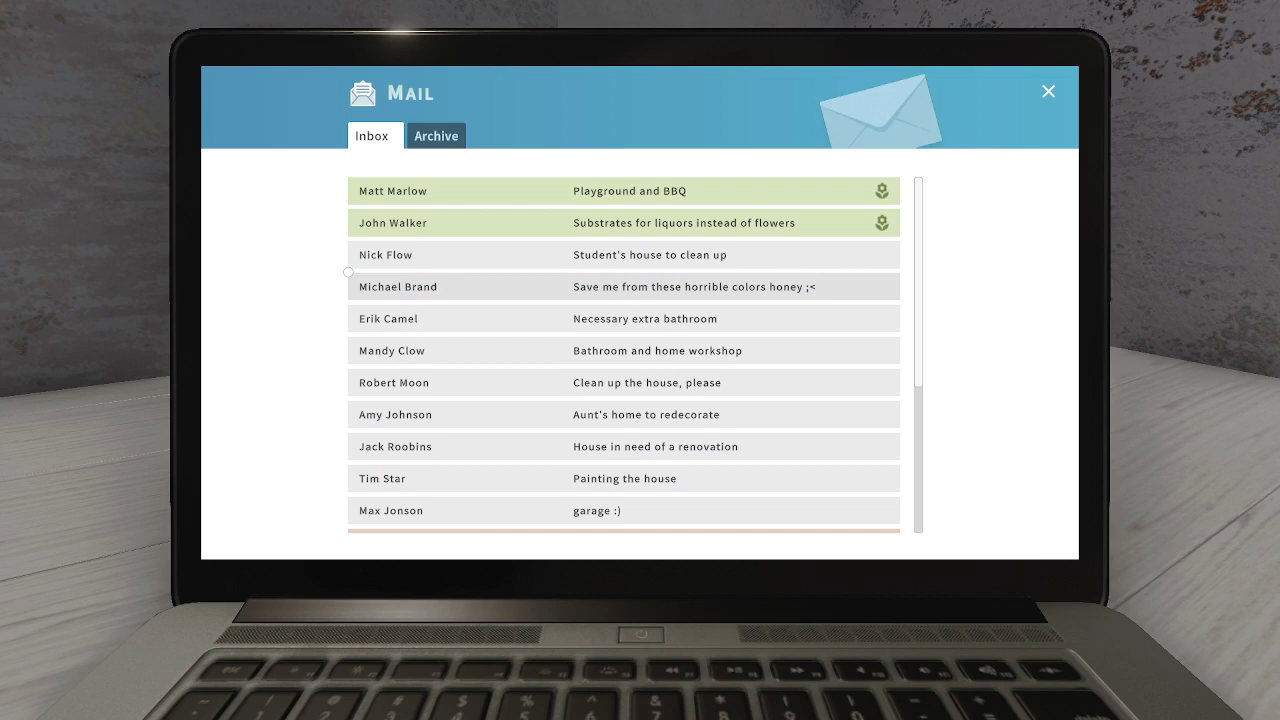 Mail
Inbox
Archive
Matt Marlow Playground and BBQ
John Walker Substrates for liquors instead of flowers
Nick Flow Student's house to clean up
Michael Brand Save me from these horrible colors honey ;<
Erik Camel Necessary extra bathroom
Mandy Clow Bathroom and home workshop
Robert Moon Clean up the house, please
Amy Johnson Aunt's home to redecorate
Jack Roobins House in need of a renovation
Tim Star Painting the house
Max Jonson garage :)